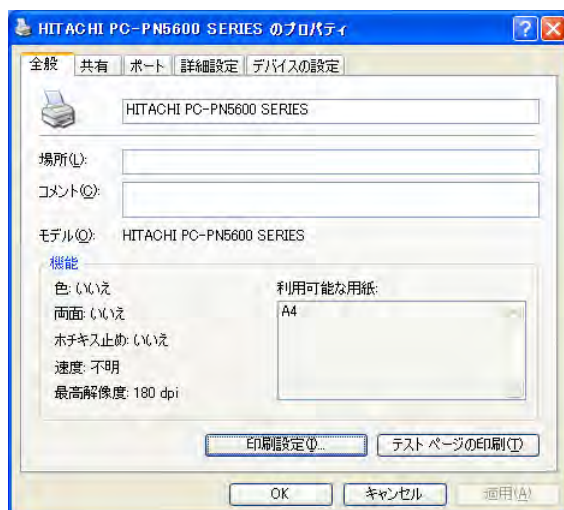 HITACHI PC-PN5600 SERIES のプロパティ
全般 共有 ポート 詳細設定 デバイスの設定
HITACHI PC-PN5600 SERIES
場所(L):
コメント(C):
モデル(O): HITACHI PC-PN5600 SERIES
機能
色: いいえ 利用可能な用紙:
両面: いいえ A4
ホチキス止め: いいえ
速度: 不明
最高解像度: 180 dpi
印刷設定(I)... テスト ページの印刷(T)
OK キャンセル 適用(A)